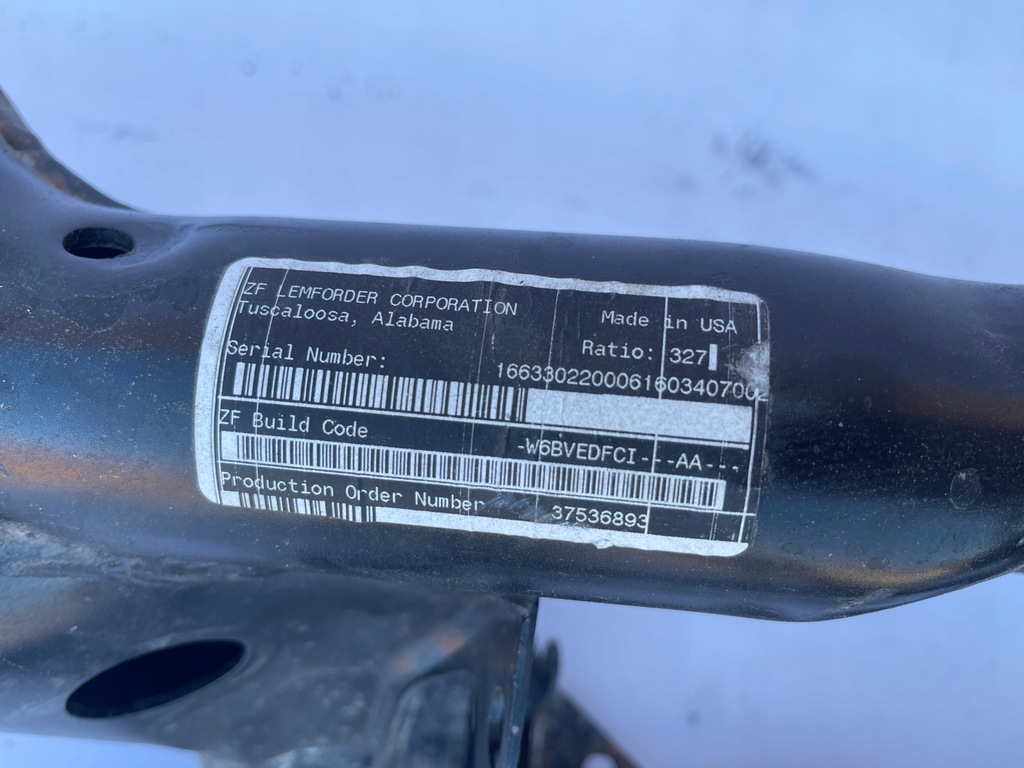 ZF LEMFORDER CORPORATION
Tuscaloosa, Alabama
Made in USA
Ratio: 327
Serial Number:
1663302200061603407002
ZF Build Code
-W6BVEDFCI---AA---
Production Order Number
37536893